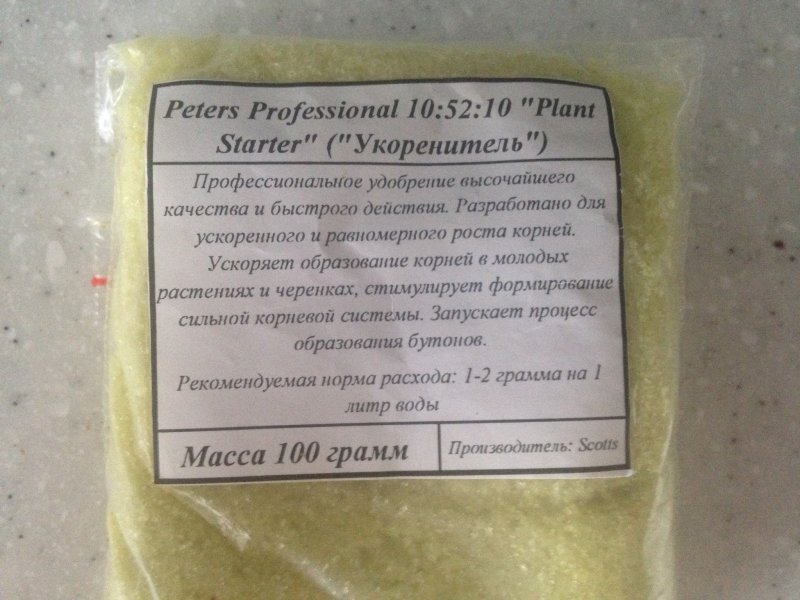 Peters Professional 10:52:10 "Plant
Starter" ("Укоренитель")
Профессиональное удобрение высочайшего
качества и быстрого действия. Разработано для
ускоренного и равномерного роста корней.
Ускоряет образование корней в молодых
растениях и черенках, стимулирует формирование
сильной корневой системы. Запускает процесс
образования бутонов.
Рекомендуемая норма расхода: 1-2 грамма на 1
литр воды
Масса 100 грамм
Производитель: Scotts